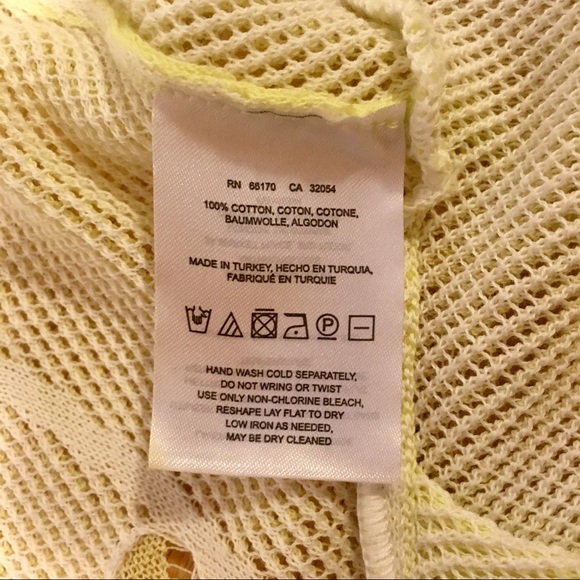 RN 66170 CA 32054
100% COTTON, COTON, COTONE,
BAUMWOLLE, ALGODON
MADE IN TURKEY, HECHO EN TURQUIA,
FABRIQUÉ EN TURQUIE
P
HAND WASH COLD SEPARATELY,
DO NOT WRING OR TWIST
USE ONLY NON-CHLORINE BLEACH,
RESHAPE LAY FLAT TO DRY
LOW IRON AS NEEDED,
MAY BE DRY CLEANED